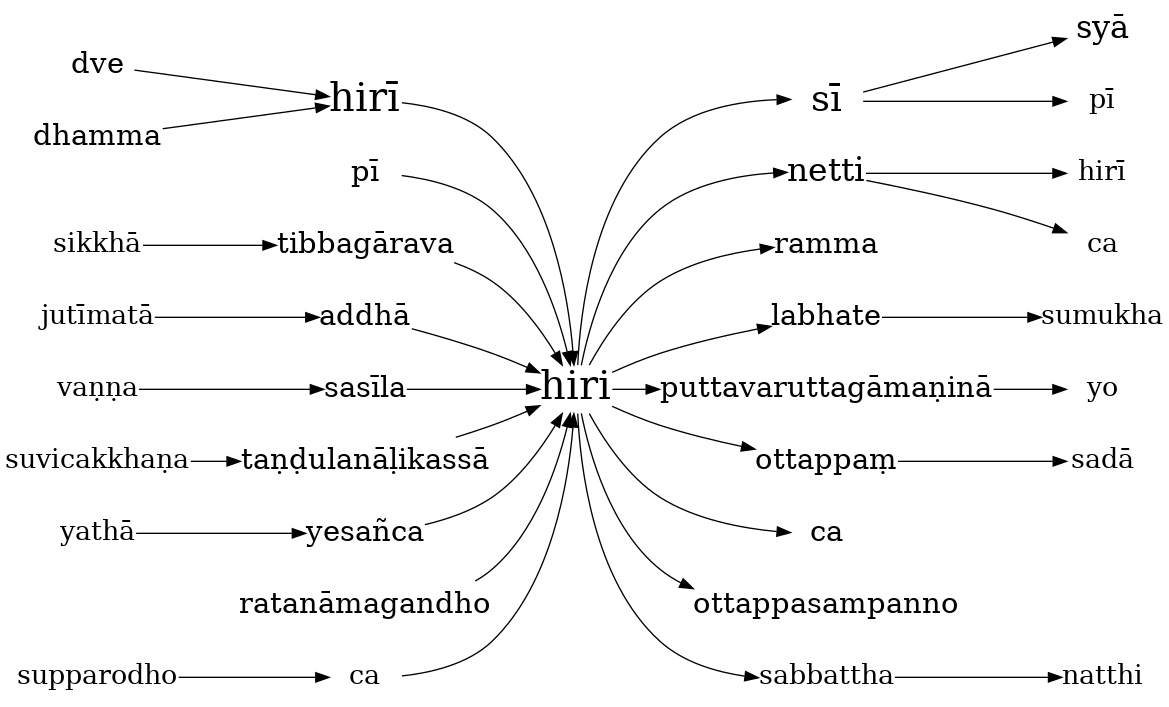 syā
dve
hirī
sī
pī
dhamma
pī
netti
hirī
sikkhā
tibbagārava
ramma
ca
jutīmatā
addhā
labhate
sumukha
hiri
vaṇṇa
sasīla
puttavaruttagāmaṇinā
yo
suvicakkhaṇa
taṇḍulanāḷikassā
ottappaṃ
sadā
yathā
yesañca
ca
ratanāmagandho
ottappasampanno
supparodho
ca
sabbattha
natthi